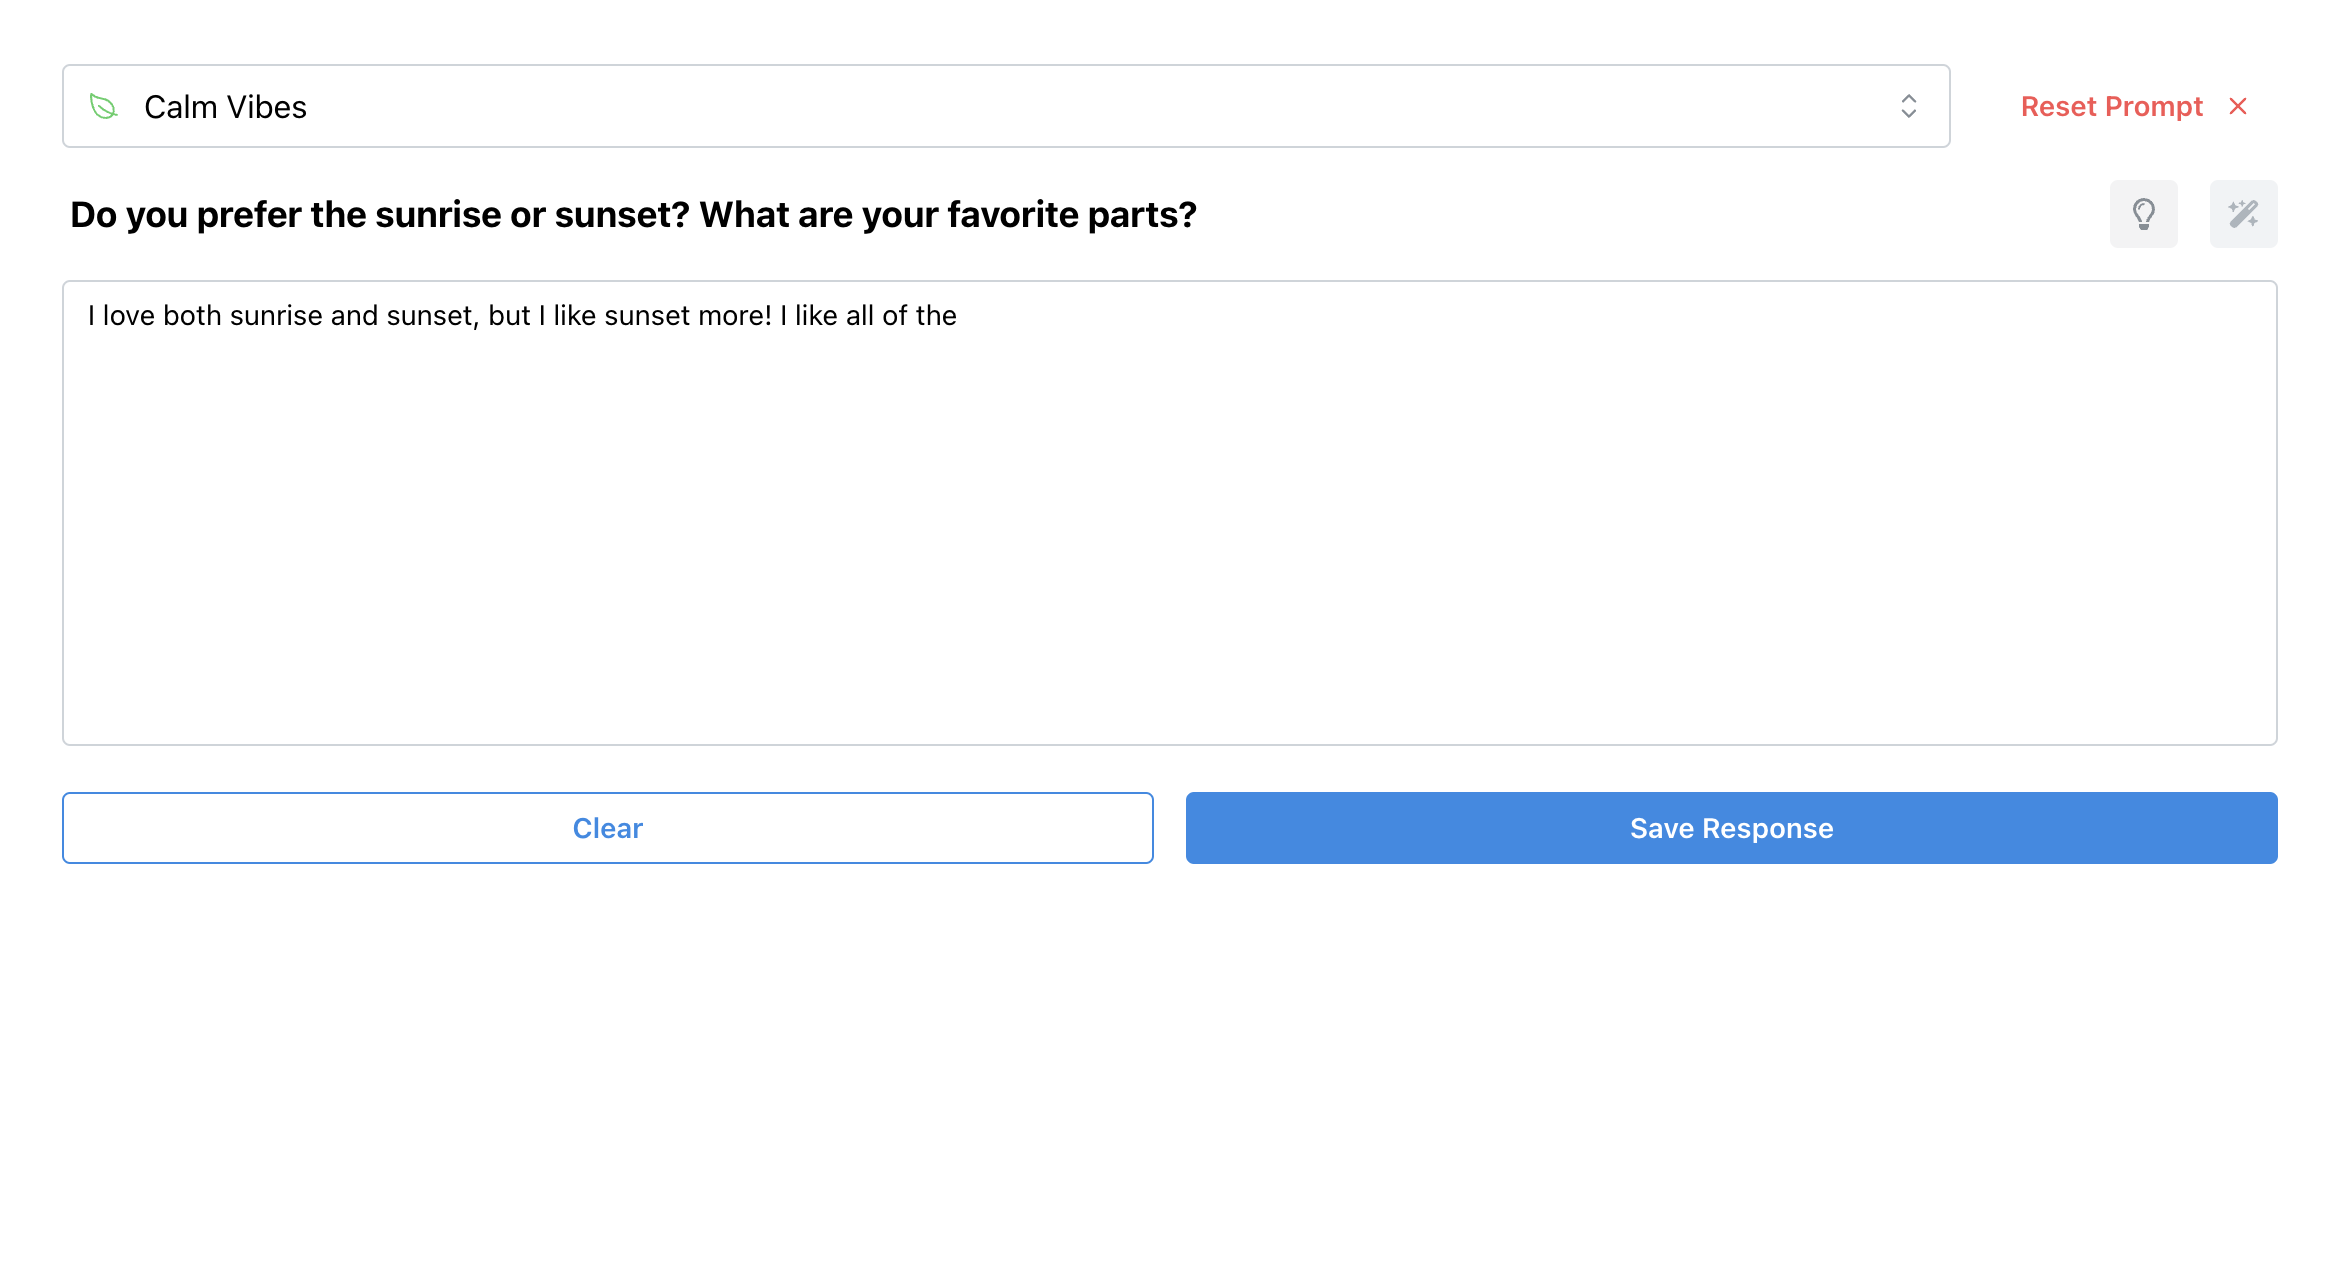 Calm Vibes
Reset Prompt
Do you prefer the sunrise or sunset? What are your favorite parts?
I love both sunrise and sunset, but I like sunset more! I like all of the
Clear
Save Response